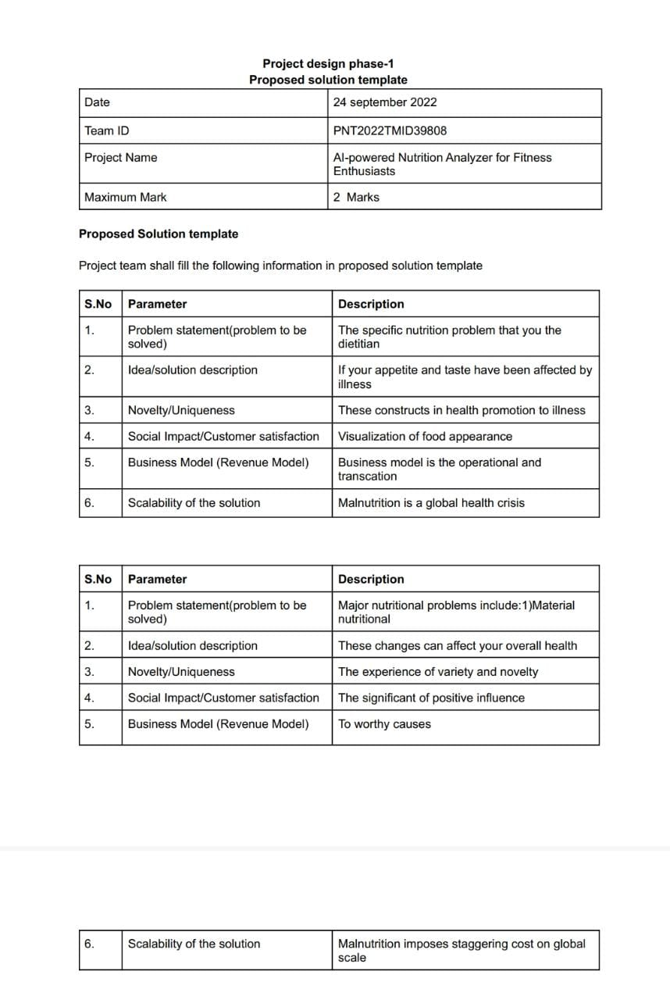 Project design phase-1
Proposed solution template
Date 24 september 2022
Team ID PNT2022TMID39808
Project Name AI-powered Nutrition Analyzer for Fitness
Enthusiasts
Maximum Mark 2 Marks
Proposed Solution template
Project team shall fill the following information in proposed solution template
S.No Parameter Description
1. Problem statement(problem to be The specific nutrition problem that you the
solved) dietitian
2. Idea/solution description If your appetite and taste have been affected by
illness
3. Novelty/Uniqueness These constructs in health promotion to illness
4. Social Impact/Customer satisfaction Visualization of food appearance
5. Business Model (Revenue Model) Business model is the operational and
transcation
6. Scalability of the solution Malnutrition is a global health crisis
S.No Parameter Description
1. Problem statement(problem to be Major nutritional problems include:1)Material
solved) nutritional
2. Idea/solution description These changes can affect your overall health
3. Novelty/Uniqueness The experience of variety and novelty
4. Social Impact/Customer satisfaction The significant of positive influence
5. Business Model (Revenue Model) To worthy causes
6. Scalability of the solution Malnutrition imposes staggering cost on global
scale